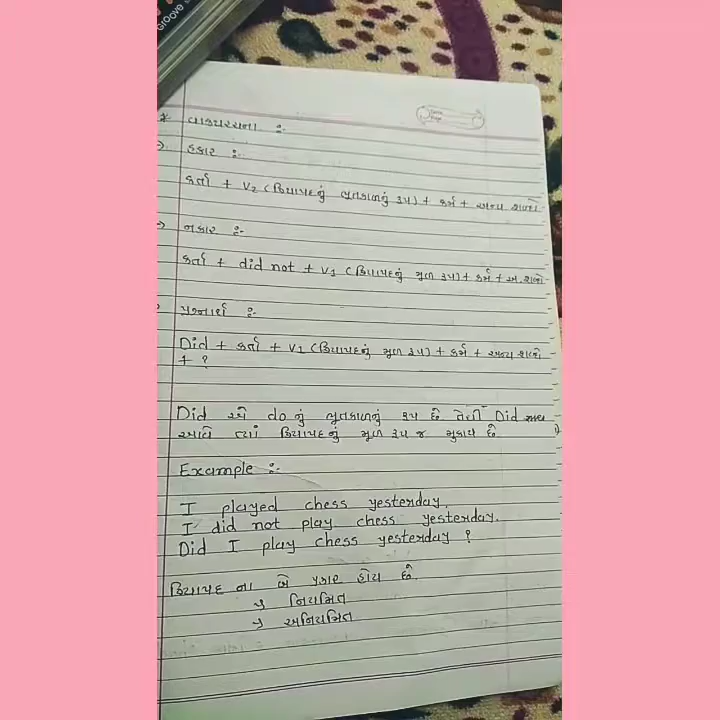 Groove
* વાક્યરચના :-
→ હકાર :-
કર્તા + V2 (ક્રિયાપદનું ભૂતકાળનું રૂપ) + કર્મ + અન્ય શબ્દો
→ નકાર :-
કર્તા + did not + V1 (ક્રિયાપદનું મૂળ રૂપ) + કર્મ + અ. શબ્દો
પ્રશ્નાર્થ :-
Did + કર્તા + V1 (ક્રિયાપદનું મૂળ રૂપ) + કર્મ + અન્ય શબ્દો
+ ?
Did એ do નું ભૂતકાળનું રૂપ છે તેથી Did
આવે ત્યાં ક્રિયાપદનું મૂળ રૂપ જ મુકાય છે.
Example :-
I played chess yesterday.
I did not play chess yesterday.
Did I play chess yesterday ?
ક્રિયાપદ ના બે પ્રકાર હોય છે.
→ નિયમિત
→ અનિયમિત